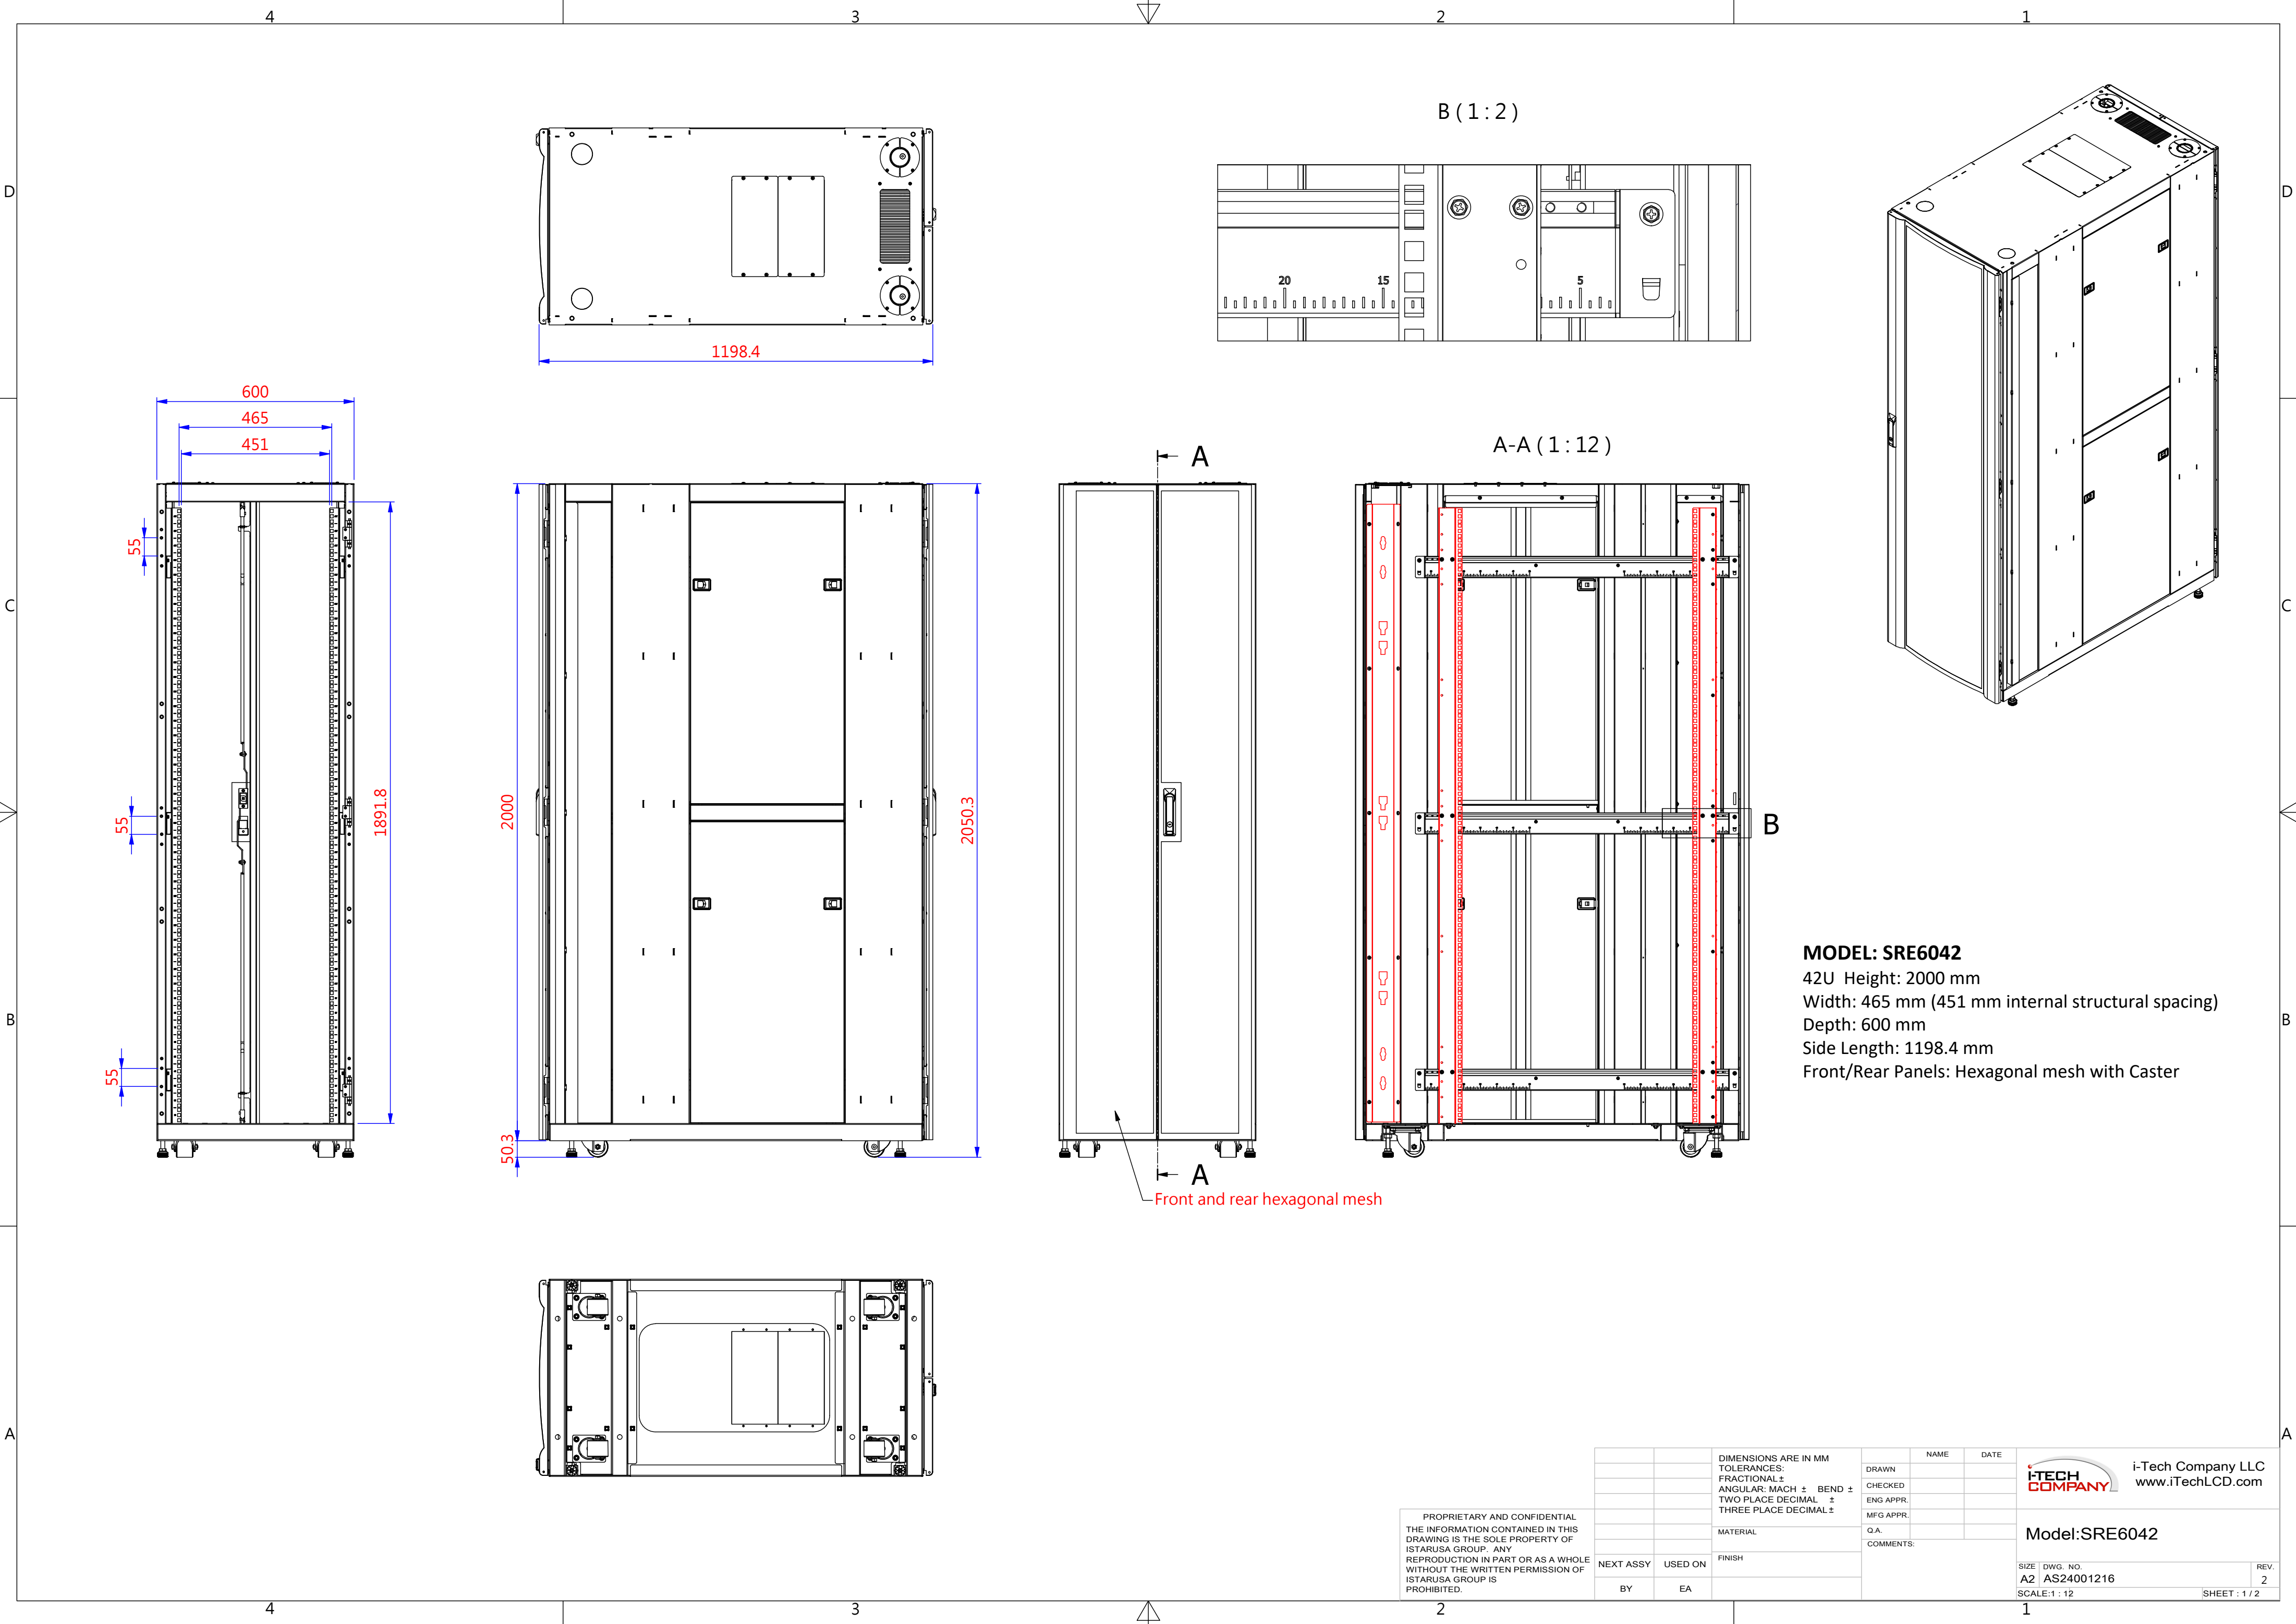 4
3
2
1
D
D
C
C
B
B
A
A
4
3
2
1
1198.4
B ( 1 : 2 )
20
15
5
600
465
451
55
55
55
1891.8
2000
50.3
2050.3
A
A
Front and rear hexagonal mesh
A-A ( 1 : 12 )
B
MODEL: SRE6042
42U Height: 2000 mm
Width: 465 mm (451 mm internal structural spacing)
Depth: 600 mm
Side Length: 1198.4 mm
Front/Rear Panels: Hexagonal mesh with Caster
PROPRIETARY AND CONFIDENTIAL
THE INFORMATION CONTAINED IN THIS
DRAWING IS THE SOLE PROPERTY OF
ISTARUSA GROUP. ANY
REPRODUCTION IN PART OR AS A WHOLE
WITHOUT THE WRITTEN PERMISSION OF
ISTARUSA GROUP IS
PROHIBITED.
NEXT ASSY
USED ON
BY
EA
DIMENSIONS ARE IN MM
TOLERANCES:
FRACTIONAL±
ANGULAR: MACH ± BEND ±
TWO PLACE DECIMAL ±
THREE PLACE DECIMAL±
MATERIAL
FINISH
NAME
DATE
DRAWN
CHECKED
ENG APPR.
MFG APPR.
Q.A.
COMMENTS:
i-TECH
COMPANY
i-Tech Company LLC
www.iTechLCD.com
Model:SRE6042
SIZE
DWG. NO.
REV.
A2
AS24001216
2
SCALE:1 : 12
SHEET : 1 / 2